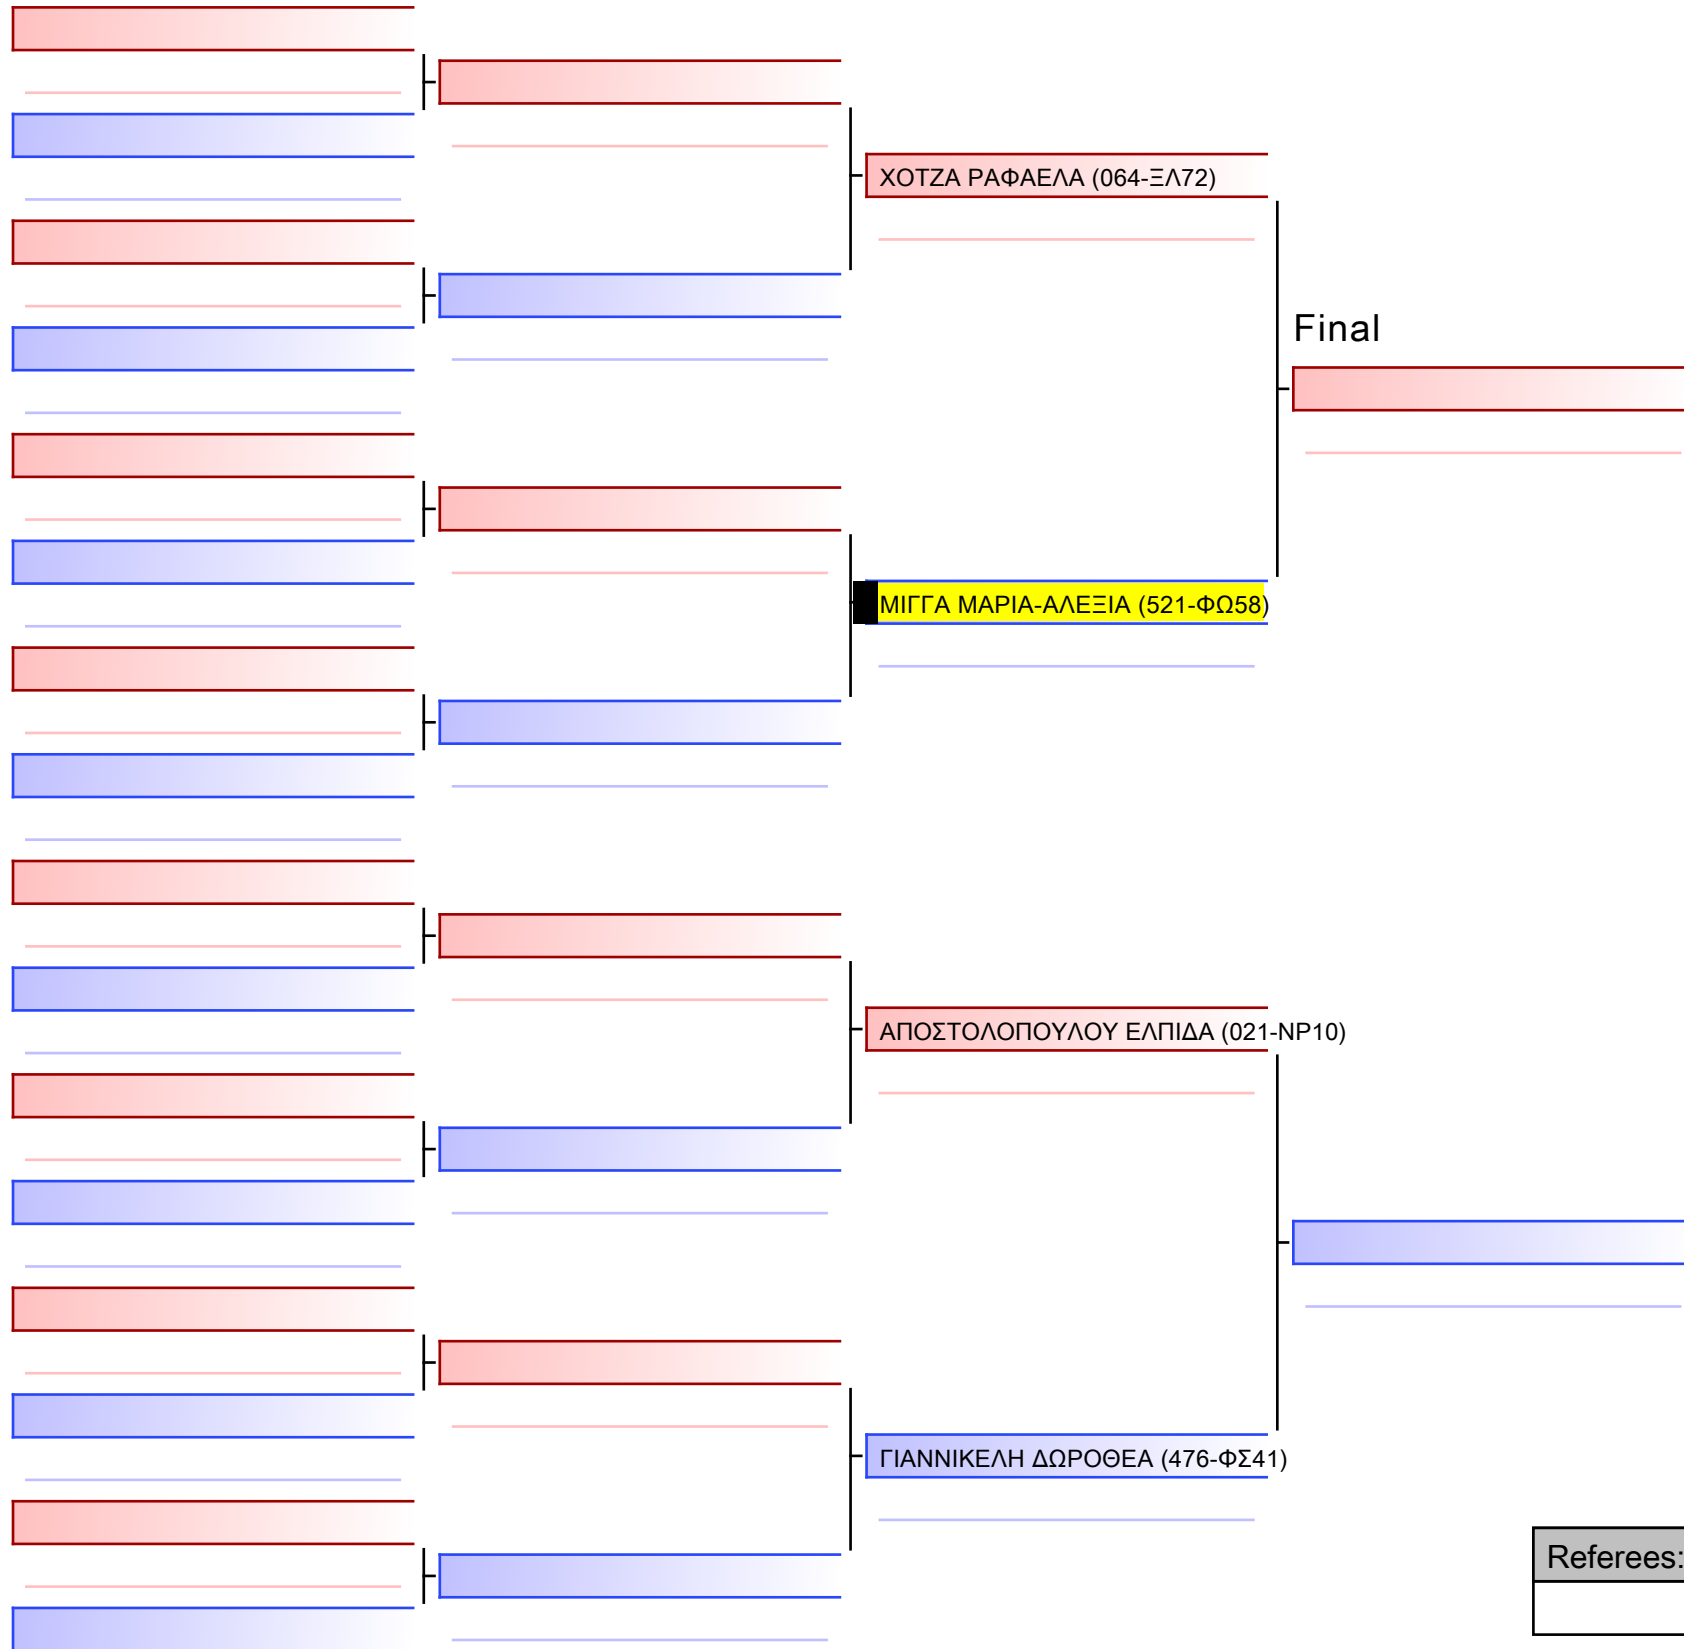 ΧΟΤΖΑ ΡΑΦΑΕΛΑ (064-ΞΛ72)
Final
ΜΙΓΓΑ ΜΑΡΙΑ-ΑΛΕΞΙΑ (521-ΦΩ58)
ΑΠΟΣΤΟΛΟΠΟΥΛΟΥ ΕΛΠΙΔΑ (021-ΝΡ10)
ΓΙΑΝΝΙΚΕΛΗ ΔΩΡΟΘΕΑ (476-ΦΣ41)
Referees: